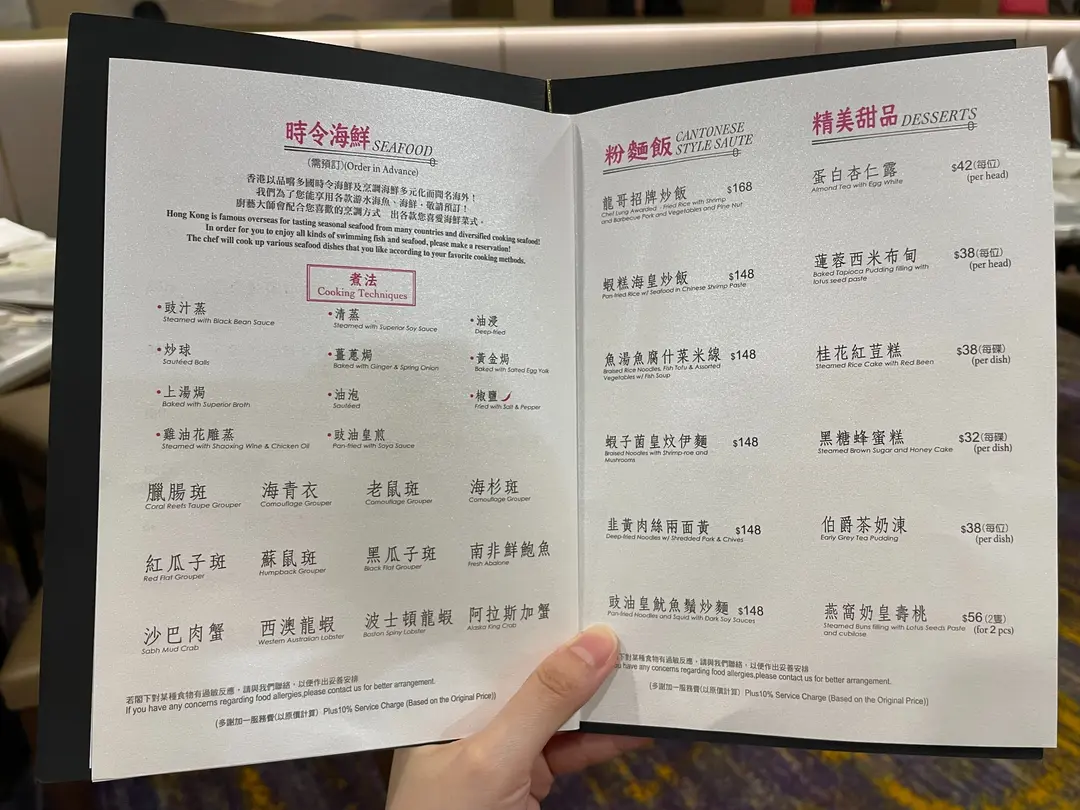 時令海鮮 SEAFOOD
(需預訂)(Order in Advance)
香港以品嚐多國時令海鮮及烹調海鮮多元化而聞名海外！
我們為了您能享用各款游水海魚、海鮮，敬請預訂！
廚藝大師會配合您喜歡的烹調方式　出各款您喜愛海鮮菜式。
Hong Kong is famous overseas for tasting seasonal seafood from many countries and diversified cooking seafood!
In order for you to enjoy all kinds of swimming fish and seafood, please make a reservation!
The chef will cook up various seafood dishes that you like according to your favorite cooking methods.
煮法
Cooking Techniques
•豉汁蒸
Steamed with Black Bean Sauce
•清蒸
Steamed with Superior Soy Sauce
•油浸
Deep-fried
•炒球
Sautéed Balls
•薑蔥焗
Baked with Ginger & Spring Onion
•黃金焗
Baked with Salted Egg Yolk
•上湯焗
Baked with Superior Broth
•油泡
Sautéed
•椒鹽
Fried with Salt & Pepper
•雞油花雕蒸
Steamed with Shaoxing Wine & Chicken Oil
•豉油皇煎
Pan-fried with Soya Sauce
臘腸斑
Coral Reefs Taupe Grouper
海青衣
Camouflage Grouper
老鼠斑
Camouflage Grouper
海杉斑
Camouflage Grouper
紅瓜子斑
Red Flat Grouper
蘇鼠斑
Humpback Grouper
黑瓜子斑
Black Flat Grouper
南非鮮鮑魚
Fresh Abalone
沙巴肉蟹
Sabh Mud Crab
西澳龍蝦
Western Australian Lobster
波士頓龍蝦
Boston Spiny Lobster
阿拉斯加蟹
Alaska King Crab
若閣下對某種食物有過敏反應，請與我們聯絡，以便作出妥善安排
If you have any concerns regarding food allergies,please contact us for better arrangement.
(多謝加一服務費(以原價計算) Plus10% Service Charge (Based on the Original Price))
粉麵飯 CANTONESE
STYLE SAUTE
龍哥招牌炒飯 $168
Chef Lung Awarded - Fried Rice with Shrimp
and Barbecue Pork and Vegetables and Pine Nut
蝦糕海皇炒飯 $148
Pan-fried Rice w/ Seafood in Chinese Shrimp Paste
魚湯魚腐什菜米線 $148
Braised Rice Noodles, Fish Tofu & Assorted
Vegetables w/ Fish Soup
蝦子菌皇炆伊麵 $148
Braised Noodles with Shrimp-roe and
Mushrooms
韭黃肉絲兩面黃 $148
Deep-fried Noodles w/ Shredded Pork & Chives
豉油皇魷魚鬚炒麵 $148
Pan-fried Noodles and Squid with Dark Soy Sauces
精美甜品 DESSERTS
蛋白杏仁露 $42(每位)
Almond Tea with Egg White (per head)
蓮蓉西米布甸 $38(每位)
Baked Tapioca Pudding filling with (per head)
lotus seed paste
桂花紅荳糕 $38(每碟)
Steamed Rice Cake with Red Been (per dish)
黑糖蜂蜜糕 $32(每碟)
Steamed Brown Sugar and Honey Cake (per dish)
伯爵茶奶凍 $38(每位)
Early Grey Tea Pudding (per dish)
燕窩奶皇壽桃 $56(2隻)
Steamed Buns filling with Lotus Seeds Paste (for 2 pcs)
and cubilose
下對某種食物有過敏反應，請與我們聯絡，以便作出妥善安排
have any concerns regarding food allergies,please contact us for better arrangement.
(多謝加一服務費(以原價計算) Plus10% Service Charge (Based on the Original Price))